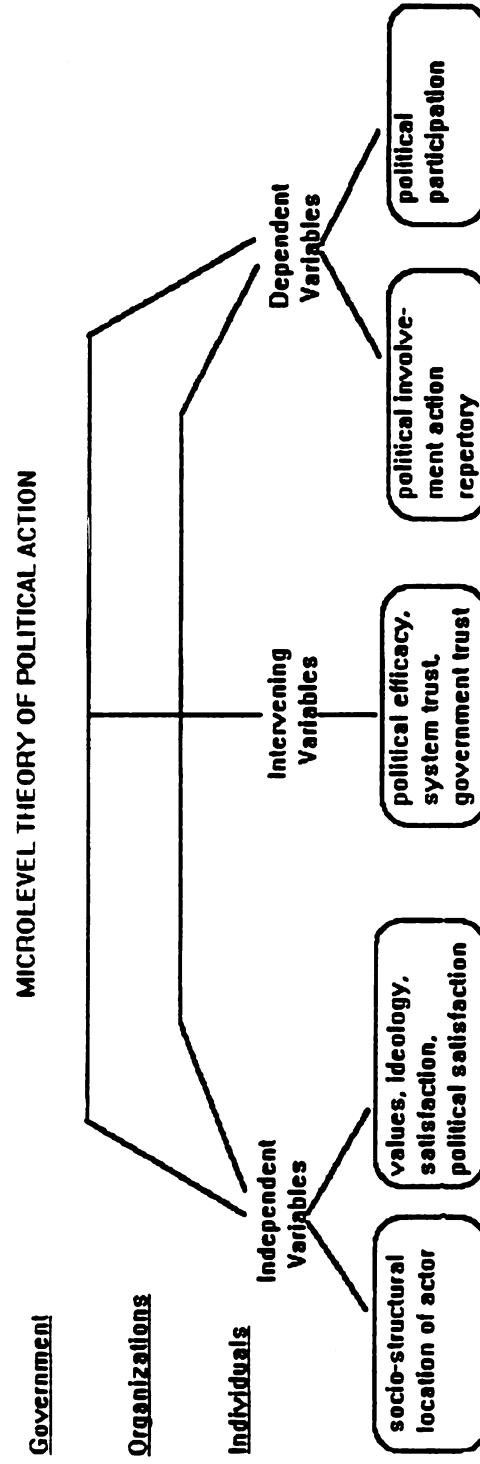 MICROLEVEL THEORY OF POLITICAL ACTION
Government
Organizations
Individuals
Independent
Variables
Intervening
Variables
Dependent
Variables
socio-structural
location of actor
values, ideology,
satisfaction,
political satisfaction
political efficacy,
system trust,
government trust
political involve-
ment action
repertory
political
participation